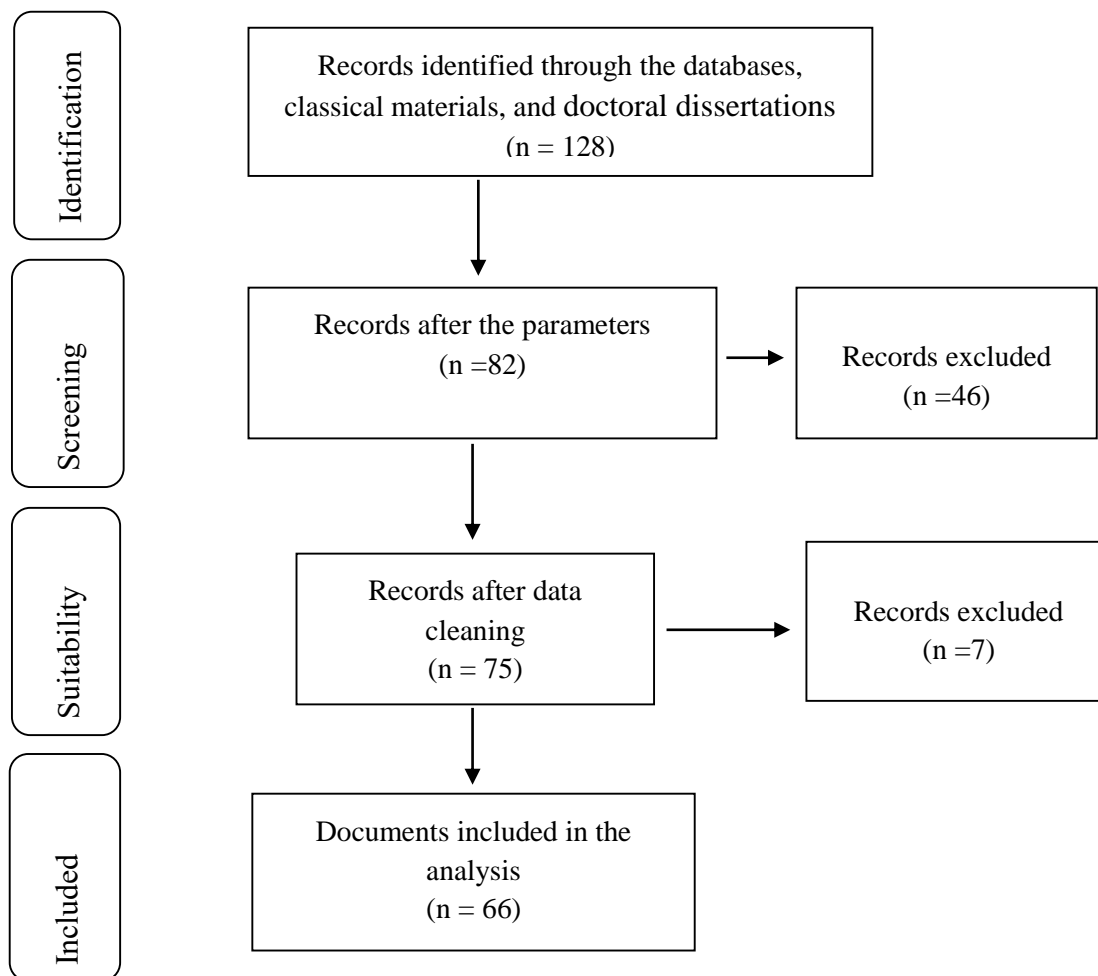 Identification
Records identified through the databases,
classical materials, and doctoral dissertations
(n = 128)
Screening
Records after the parameters
(n =82)
Records excluded
(n =46)
Suitability
Records after data
cleaning
(n = 75)
Records excluded
(n =7)
Included
Documents included in the
analysis
(n = 66)